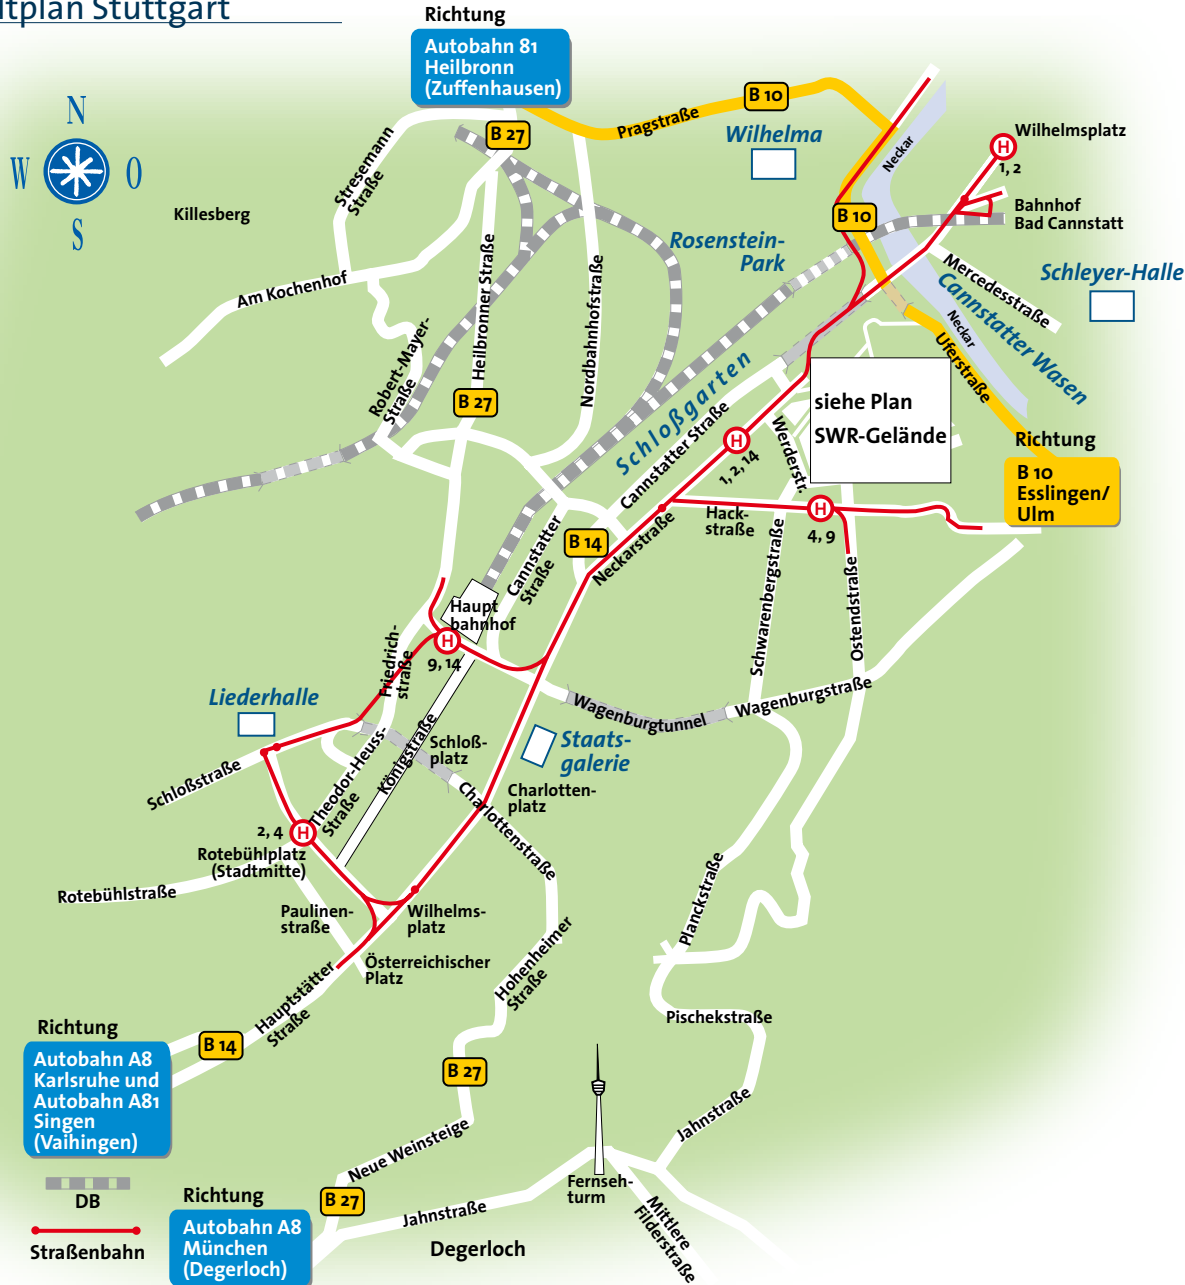 Stuttgart
Richtung
Autobahn 81
Heilbronn
(Zuffenhausen)
B 10
Pragstraße
B 27
Wilhelma
Neckar
Wilhelmsplatz
H
1, 2
N
W
O
S
Stresemann
Straße
Killesberg
B 10
Bahnhof
Bad Cannstatt
Rosenstein-
Park
Mercedesstraße
Schleyer-Halle
Am Kochenhof
Heilbronner Straße
Nordbahnhofstraße
Cannstatter Wasen
Neckar
Uferstraße
Robert-Mayer-
Straße
B 27
Schloßgarten
siehe Plan
SWR-Gelände
Cannstatter Straße
H
1, 2, 14
Werderstr.
Richtung
B 10
Esslingen/
Ulm
Hack-
straße
H
4, 9
B 14
Neckarstraße
Cannstatter
Straße
Schwarenbergstraße
Ostendstraße
Haupt
bahnhof
H
9, 14
Friedrich-
straße
Liederhalle
Wagenburgtunnel
Wagenburgstraße
Schloß-
platz
Königstraße
Staats-
galerie
Schloßstraße
Theodor-Heuss-
Straße
Charlotten-
platz
Charlottenstraße
2, 4
H
Rotebühlplatz
(Stadtmitte)
Rotebühlstraße
Paulinen-
straße
Wilhelms-
platz
Planckstraße
Österreichischer
Platz
Hohenheimer
Straße
Hauptstätter
Straße
Pischekstraße
Richtung
Autobahn A8
Karlsruhe und
Autobahn A81
Singen
(Vaihingen)
B 14
B 27
Jahnstraße
Neue Weinsteige
DB
Straßenbahn
Richtung
Autobahn A8
München
(Degerloch)
B 27
Jahnstraße
Fernseh-
turm
Mittlere
Filderstraße
Degerloch